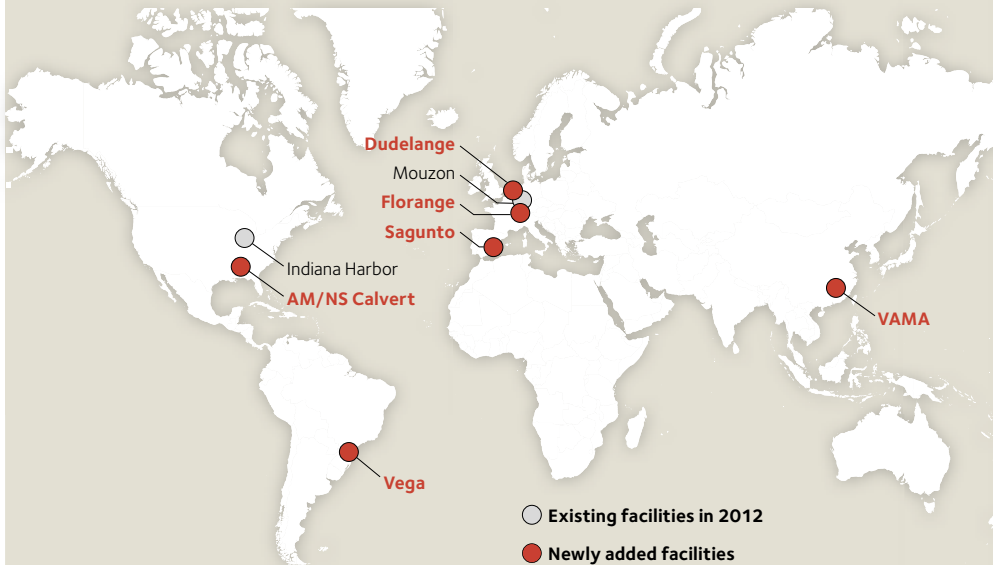 Dudelange
Mouzon
Florange
Sagunto
Indiana Harbor
AM/NS Calvert
VAMA
Vega
Existing facilities in 2012
Newly added facilities